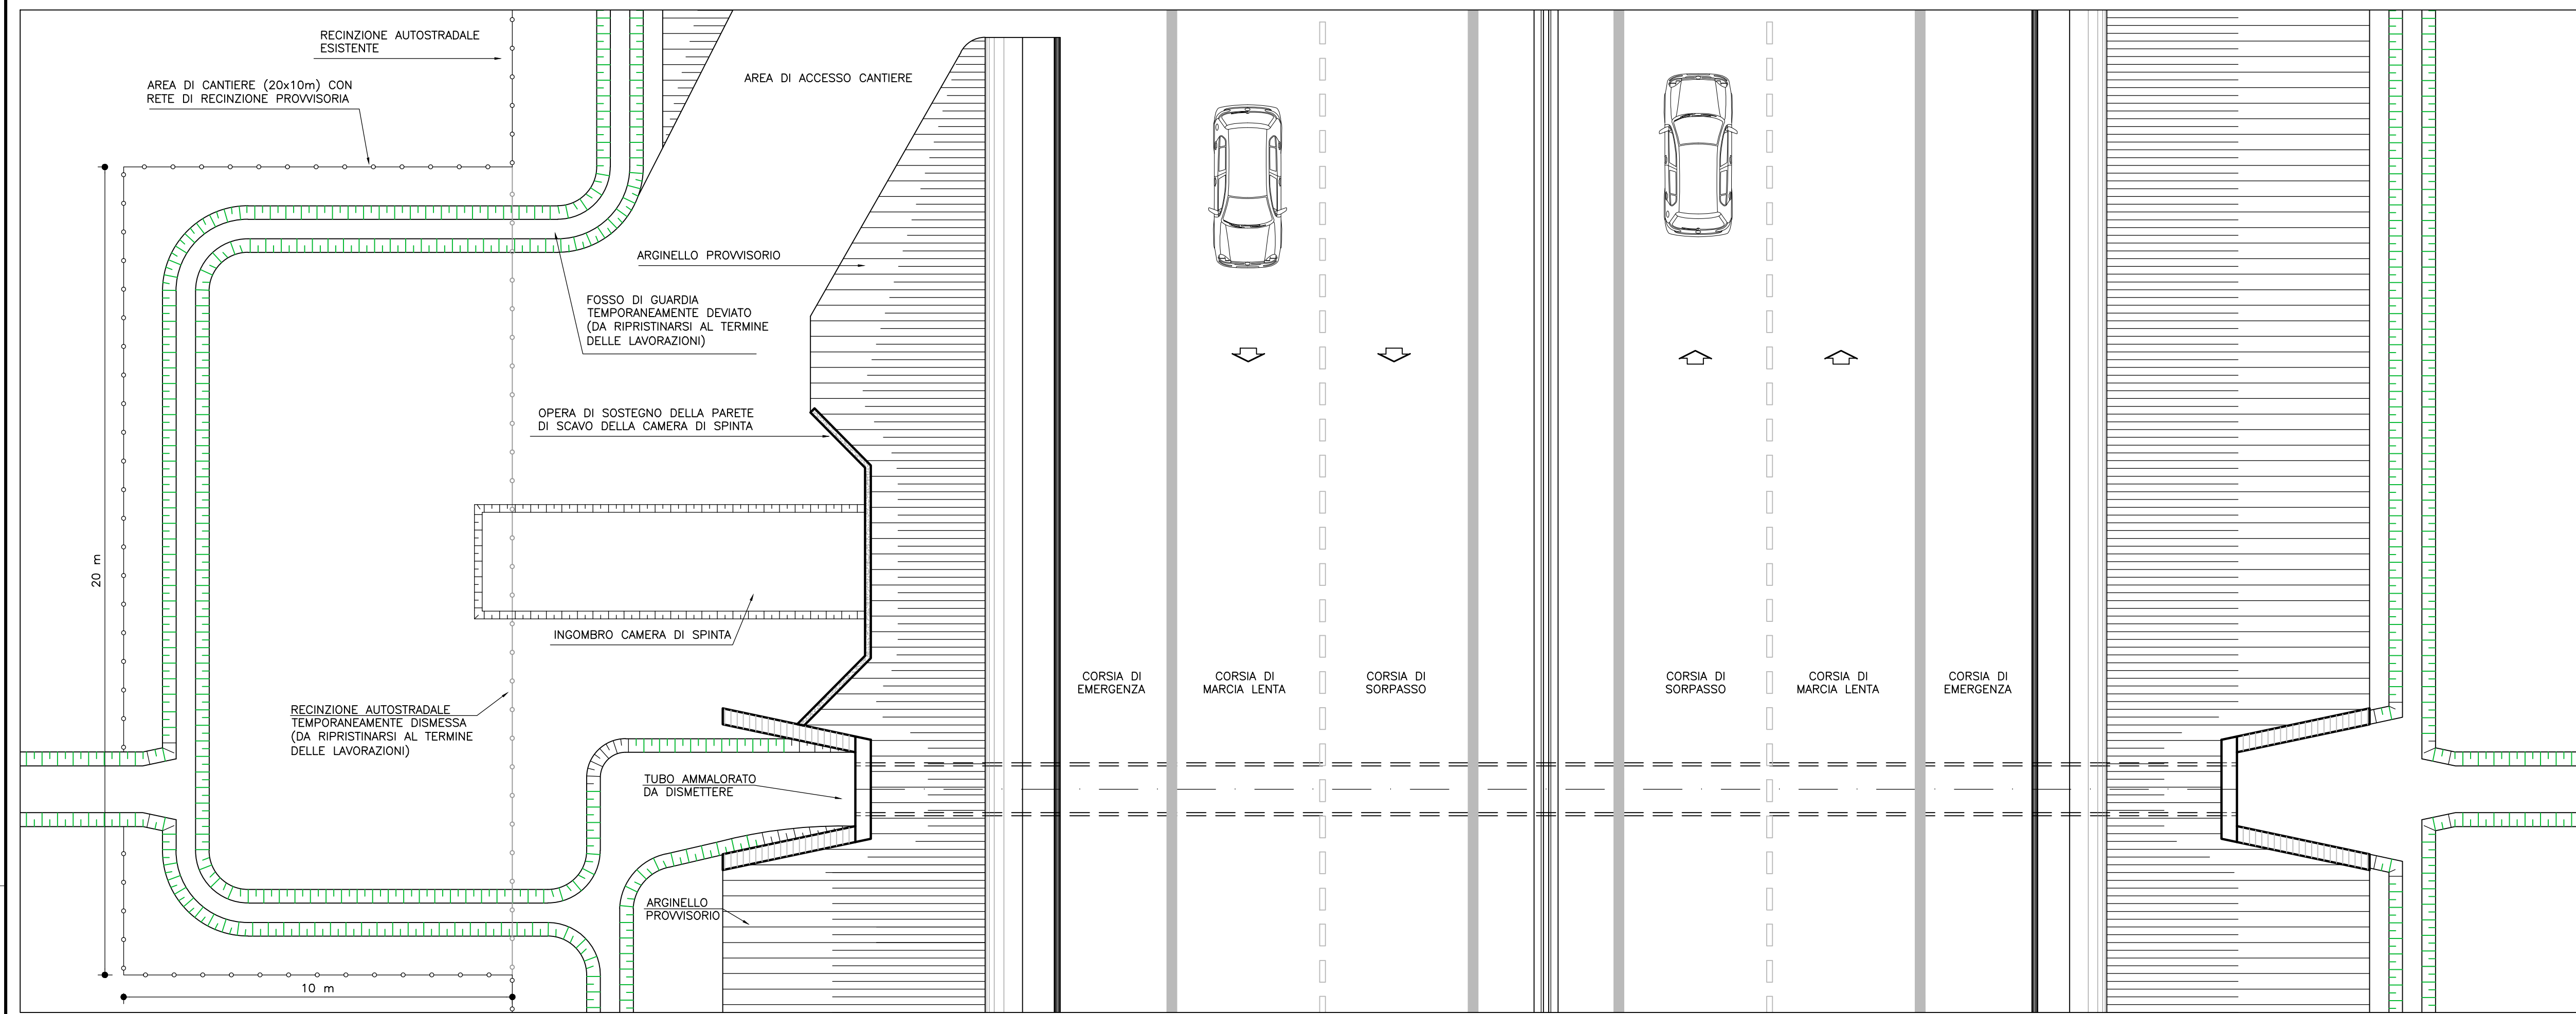 RECINZIONE AUTOSTRADALE
ESISTENTE
AREA DI CANTIERE (20x10m) CON
RETE DI RECINZIONE PROVVISORIA
AREA DI ACCESSO CANTIERE
ARGINELLO PROVVISORIO
FOSSO DI GUARDIA
TEMPORANEAMENTE DEVIATO
(DA RIPRISTINARSI AL TERMINE
DELLE LAVORAZIONI)
OPERA DI SOSTEGNO DELLA PARETE
DI SCAVO DELLA CAMERA DI SPINTA
20 m
INGOMBRO CAMERA DI SPINTA
CORSIA DI
EMERGENZA
CORSIA DI
MARCIA LENTA
CORSIA DI
SORPASSO
CORSIA DI
SORPASSO
CORSIA DI
MARCIA LENTA
CORSIA DI
EMERGENZA
RECINZIONE AUTOSTRADALE
TEMPORANEAMENTE DISMESSA
(DA RIPRISTINARSI AL TERMINE
DELLE LAVORAZIONI)
TUBO AMMALORATO
DA DISMETTERE
ARGINELLO
PROVVISORIO
10 m